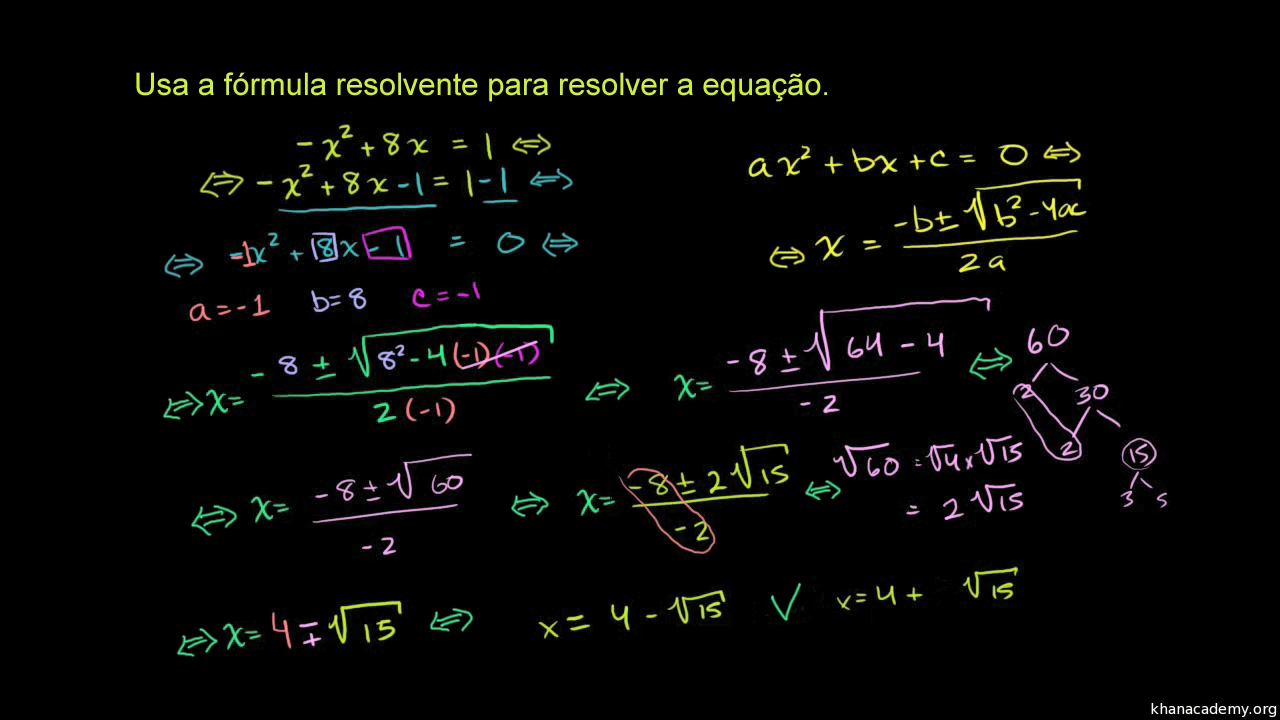 Usa a fórmula resolvente para resolver a equação.
-x² + 8x = 1 ⇔
⇔ -x² + 8x - 1 = 1 - 1 ⇔
⇔ -1x² + 8x - 1 = 0 ⇔
a = -1 b = 8 c = -1
ax² + bx + c = 0 ⇔
⇔ x = (-b ± √(b² - 4ac)) / 2a
⇔ x = (-8 ± √(8² - 4(-1)(-1))) / 2(-1)
⇔ x = (-8 ± √(64 - 4)) / -2 ⇔
60
2 30
2 15
3 5
⇔ x = (-8 ± √60) / -2
⇔ x = (-8 ± 2√15) / -2 ⇔
√60 = √4 x √15
= 2√15
⇔ x = 4 ∓ √15 ⇔ x = 4 - √15 ∨ x = 4 + √15
khanacademy.org